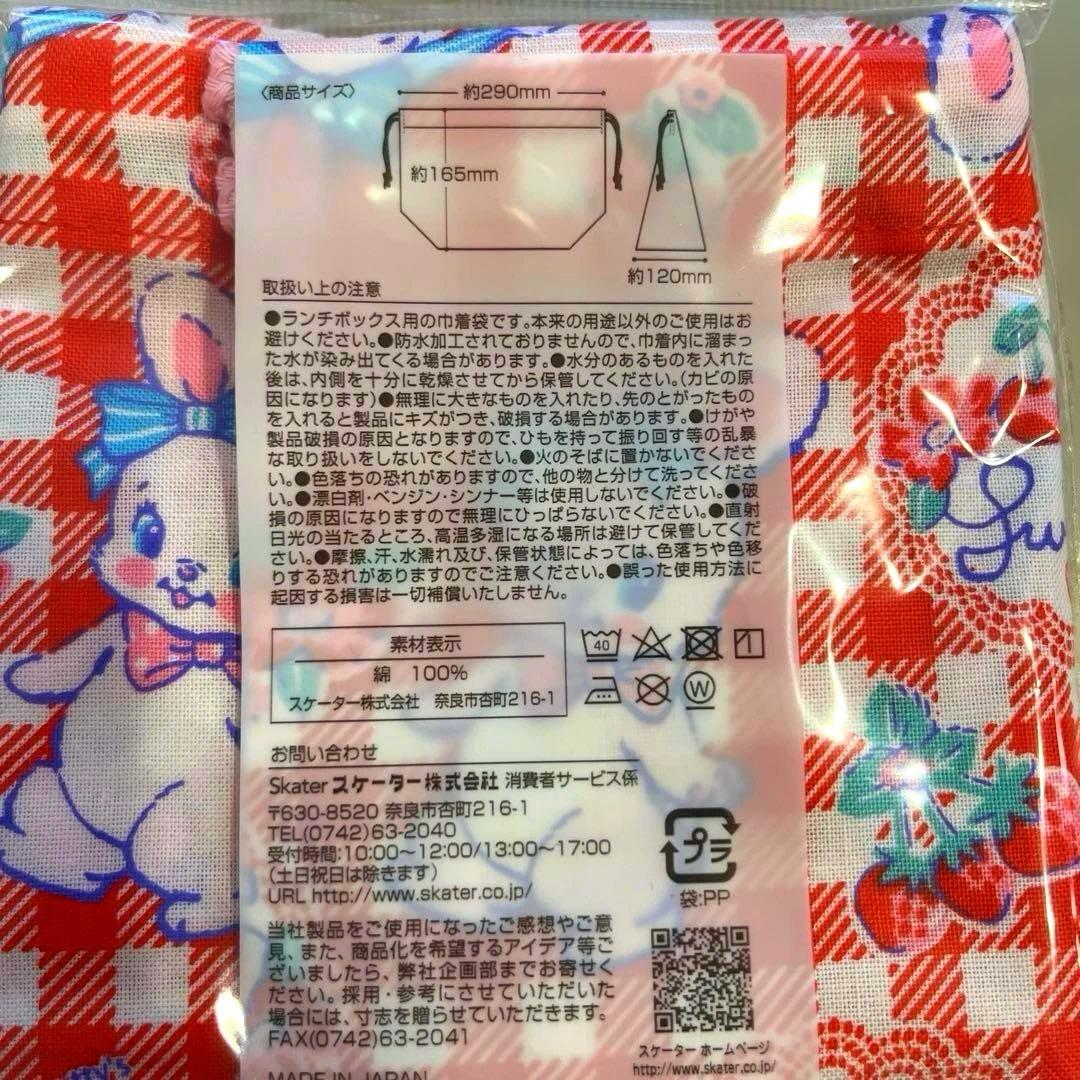 〈商品サイズ〉
約290mm
約165mm
約120mm
取扱い上の注意
●ランチボックス用の巾着袋です。本来の用途以外のご使用はお
避けください。●防水加工されておりませんので、巾着内に溜まっ
た水が染み出てくる場合があります。●水分のあるものを入れた
後は、内側を十分に乾燥させてから保管してください。(カビの原
因になります)●無理に大きなものを入れたり、先のとがったもの
を入れると製品にキズがつき、破損する場合があります。●けがや
製品破損の原因となりますので、ひもを持って振り回す等の乱暴
な取り扱いをしないでください。●火のそばに置かないでくださ
い。●色落ちの恐れがありますので、他の物と分けて洗ってくださ
い。●漂白剤・ベンジン・シンナー等は使用しないでください。●破
損の原因になりますので無理にひっぱらないでください。●直射
日光の当たるところ、高温多湿になる場所は避けて保管してくだ
さい。●摩擦、汗、水濡れ及び、保管状態によっては、色落ちや色移
りする恐れがありますのでご注意ください。●誤った使用方法に
起因する損害は一切補償いたしません。
素材表示
綿 100%
スケーター株式会社 奈良市杏町216-1
40
1
W
お問い合わせ
Skater スケーター株式会社 消費者サービス係
〒630-8520 奈良市杏町216-1
TEL(0742)63-2040
受付時間:10:00〜12:00/13:00〜17:00
(土日祝日は除きます)
URL http://www.skater.co.jp/
プラ
袋:PP
当社製品をご使用になったご感想やご意
見、また、商品化を希望するアイデア等ご
ざいましたら、弊社企画部までお寄せく
ださい。採用・参考にさせていただいた
場合には、寸志を贈らせていただきます。
FAX(0742)63-2041
スケーター ホームページ
http://www.skater.co.jp/
MADE IN JAPAN